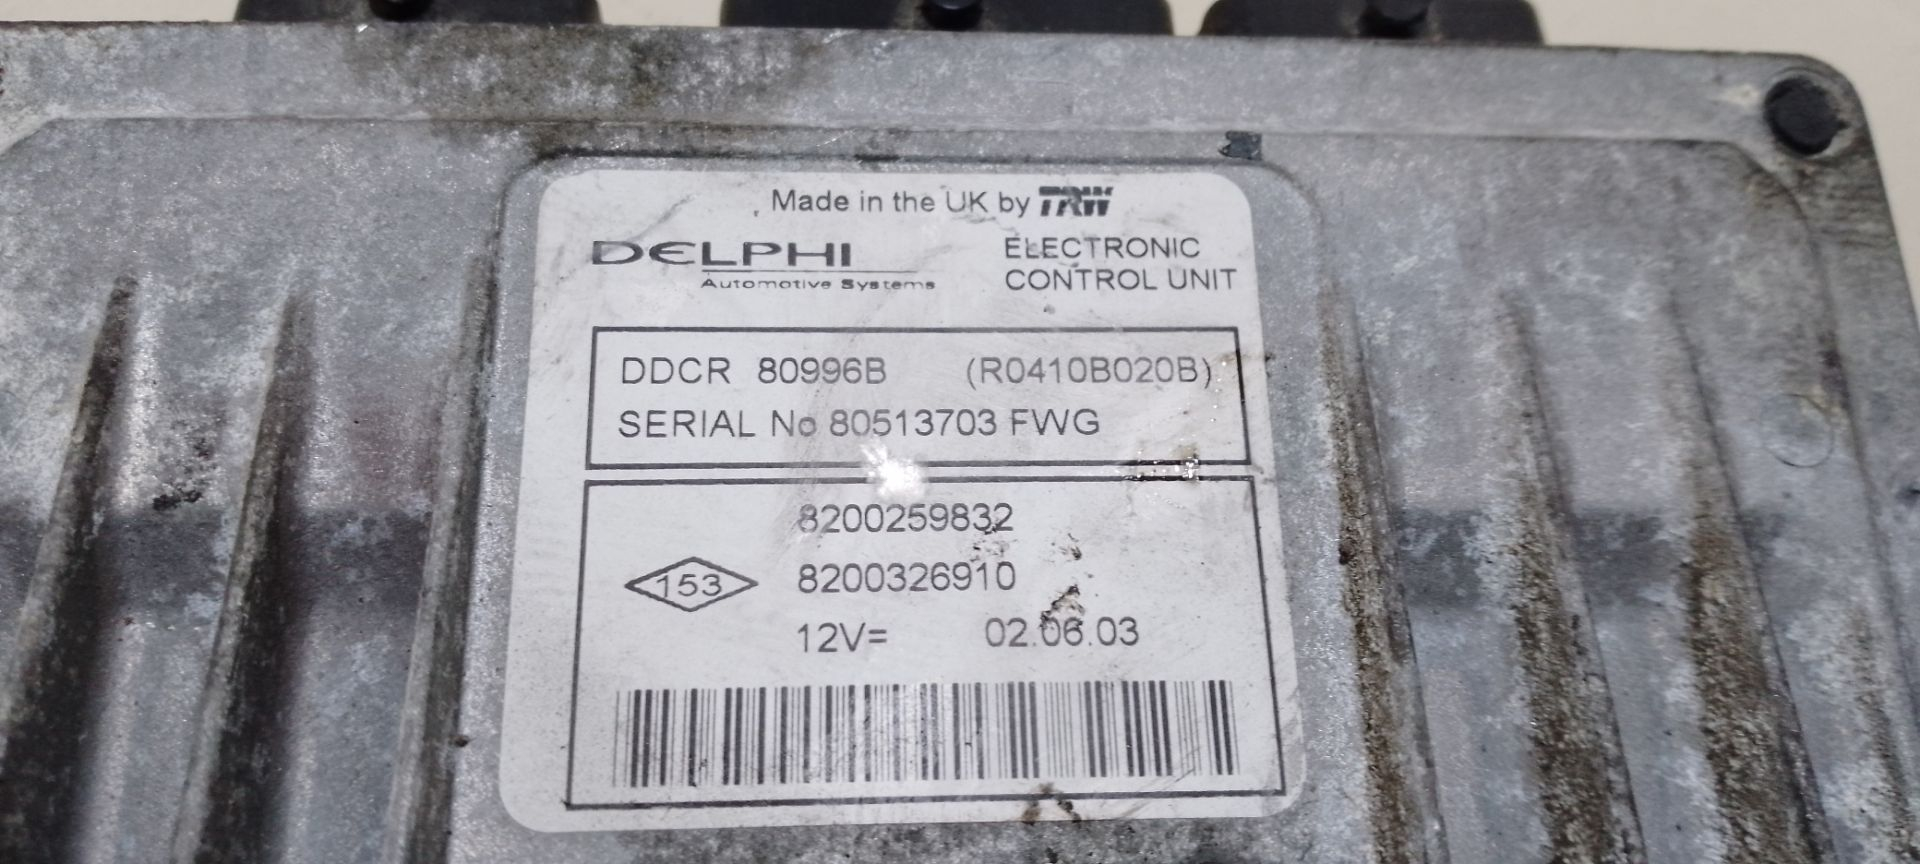 Made in the UK by TRW
DELPHI
Automotive Systems
ELECTRONIC
CONTROL UNIT
DDCR 80996B (R0410B020B)
SERIAL No 80513703 FWG
8200259832
153 8200326910
12V= 02.06.03